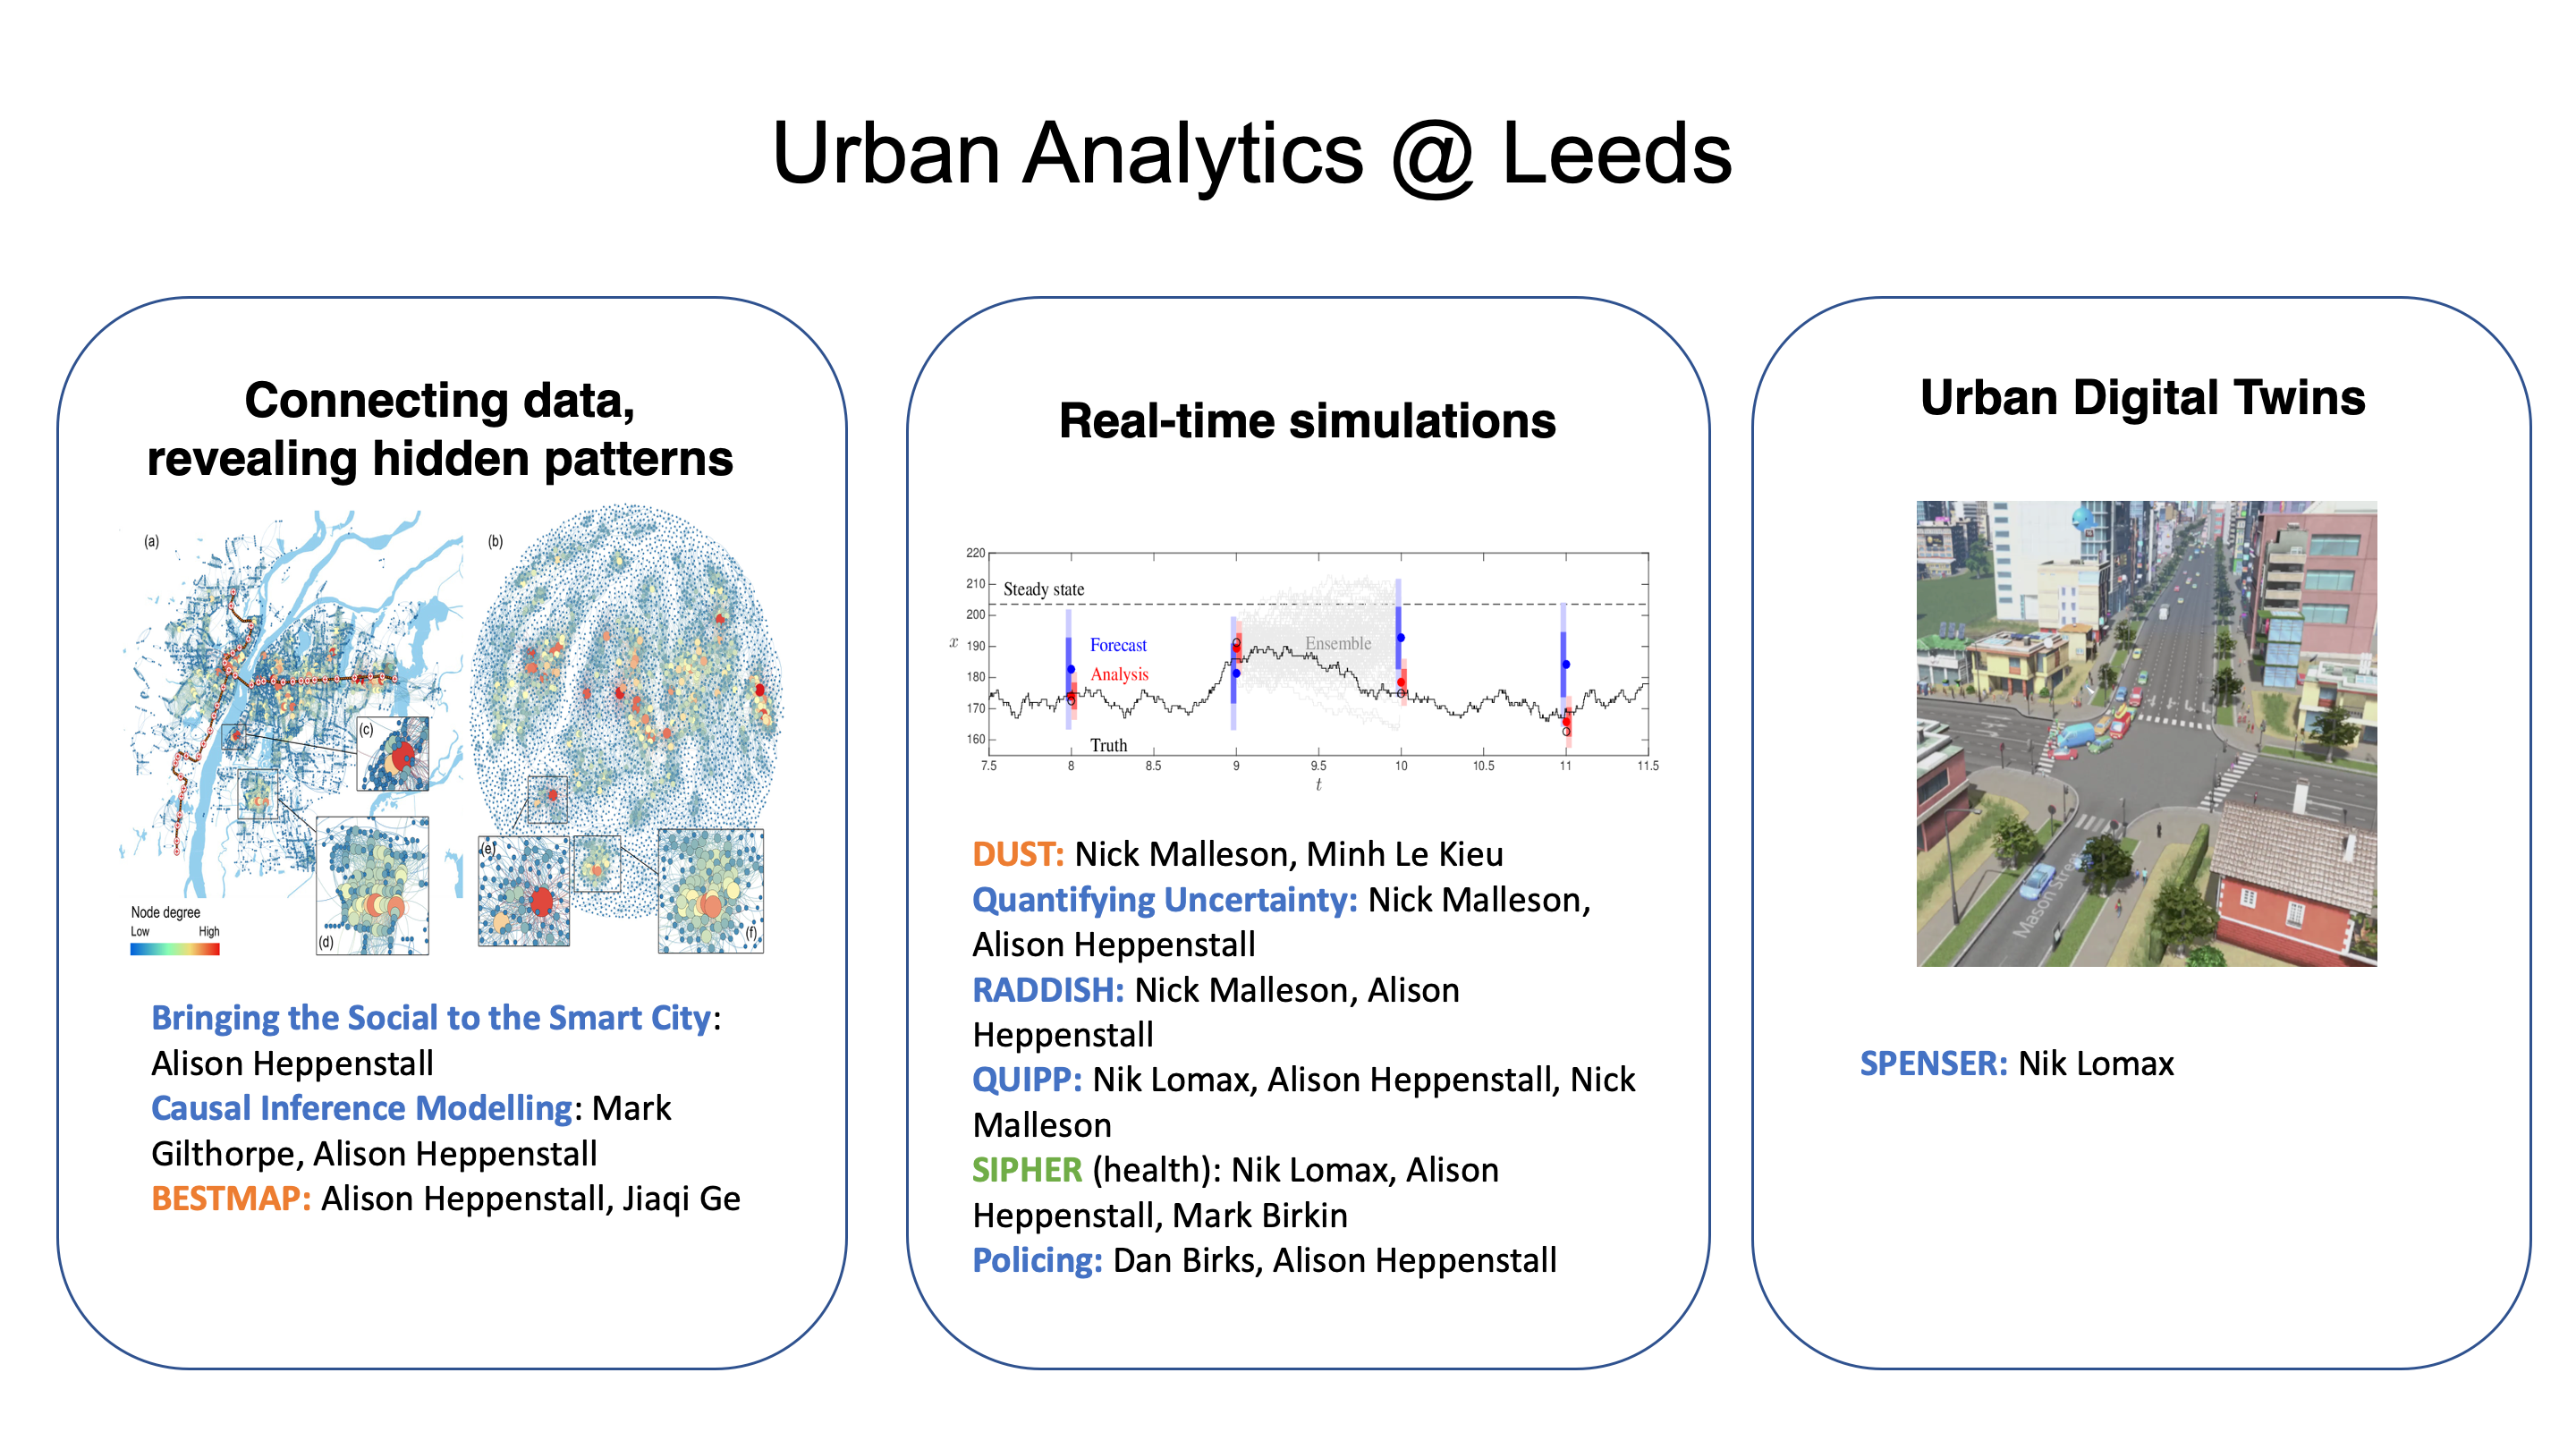 Urban Analytics @ Leeds
Connecting data,
revealing hidden patterns
(a)
(b)
(c)
(d)
(e)
(f)
Node degree
Low High
Bringing the Social to the Smart City:
Alison Heppenstall
Causal Inference Modelling: Mark
Gilthorpe, Alison Heppenstall
BESTMAP: Alison Heppenstall, Jiaqi Ge
Real-time simulations
220
210
200
190
180
170
160
x
Steady state
Forecast
Analysis
Ensemble
Truth
7.5 8 8.5 9 9.5 10 10.5 11 11.5
t
DUST: Nick Malleson, Minh Le Kieu
Quantifying Uncertainty: Nick Malleson,
Alison Heppenstall
RADDISH: Nick Malleson, Alison
Heppenstall
QUIPP: Nik Lomax, Alison Heppenstall, Nick
Malleson
SIPHER (health): Nik Lomax, Alison
Heppenstall, Mark Birkin
Policing: Dan Birks, Alison Heppenstall
Urban Digital Twins
Mason Street
SPENSER: Nik Lomax